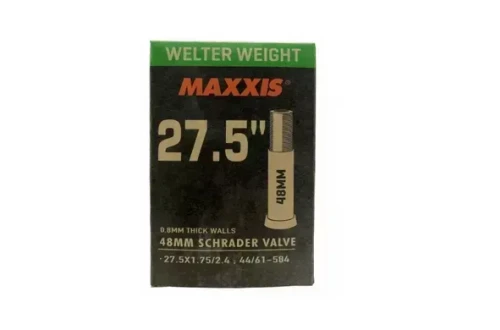 WELTER WEIGHT
MAXXIS
27.5"
48MM
0.8MM THICK WALLS
48MM SCHRADER VALVE
·27.5X1.75/2.4, 44/61-584